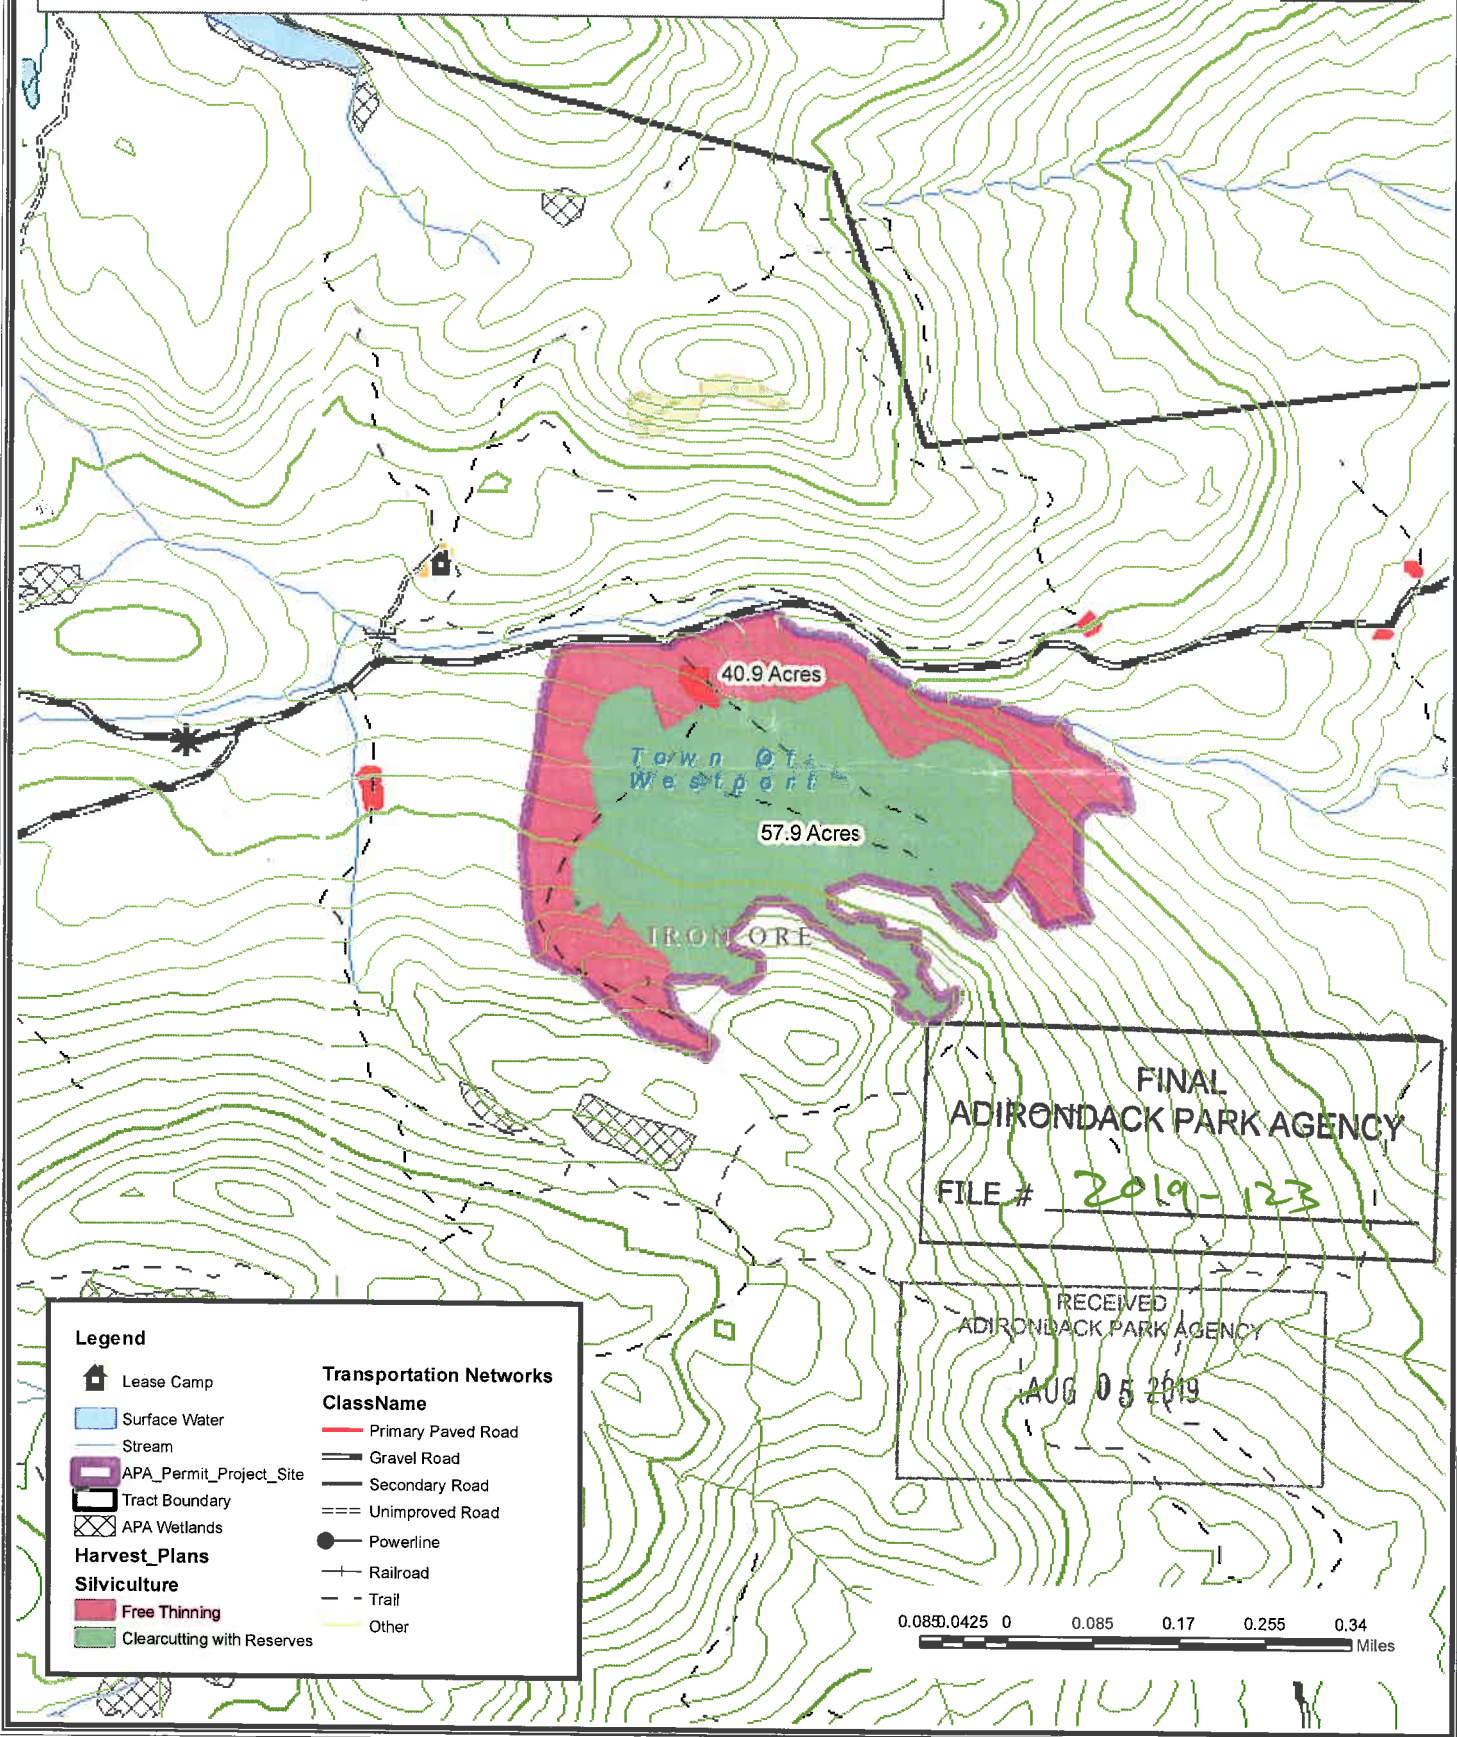 40.9 Acres
Town Of
Westport
57.9 Acres
IRON ORE
FINAL
ADIRONDACK PARK AGENCY
FILE # 2019-123
RECEIVED
ADIRONDACK PARK AGENCY
AUG 05 2019
Legend
Lease Camp
Surface Water
Stream
APA_Permit_Project_Site
Tract Boundary
APA Wetlands
Harvest_Plans
Silviculture
Free Thinning
Clearcutting with Reserves
Transportation Networks
ClassName
Primary Paved Road
Gravel Road
Secondary Road
Unimproved Road
Powerline
Railroad
Trail
Other
0.085 0.0425 0 0.085 0.17 0.255 0.34
Miles